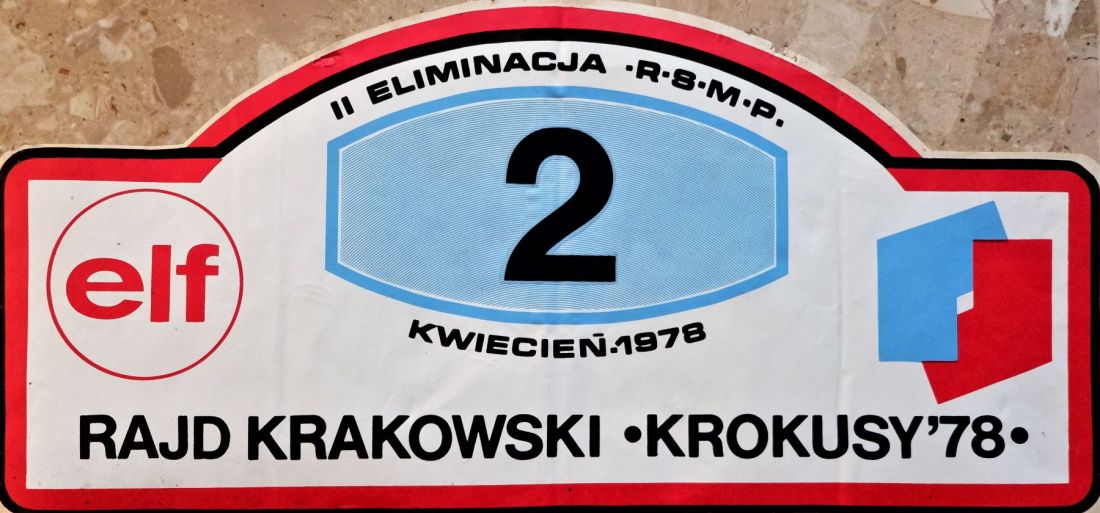 II ELIMINACJA ·R·S·M·P.
2
KWIECIEŃ.1978
elf
RAJD KRAKOWSKI •KROKUSY'78•